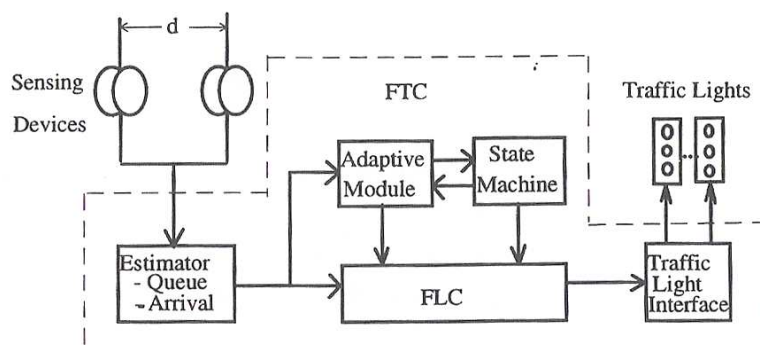 d
Sensing
Devices
FTC
Traffic Lights
Adaptive
Module
State
Machine
Estimator
- Queue
- Arrival
FLC
Traffic
Light
Interface